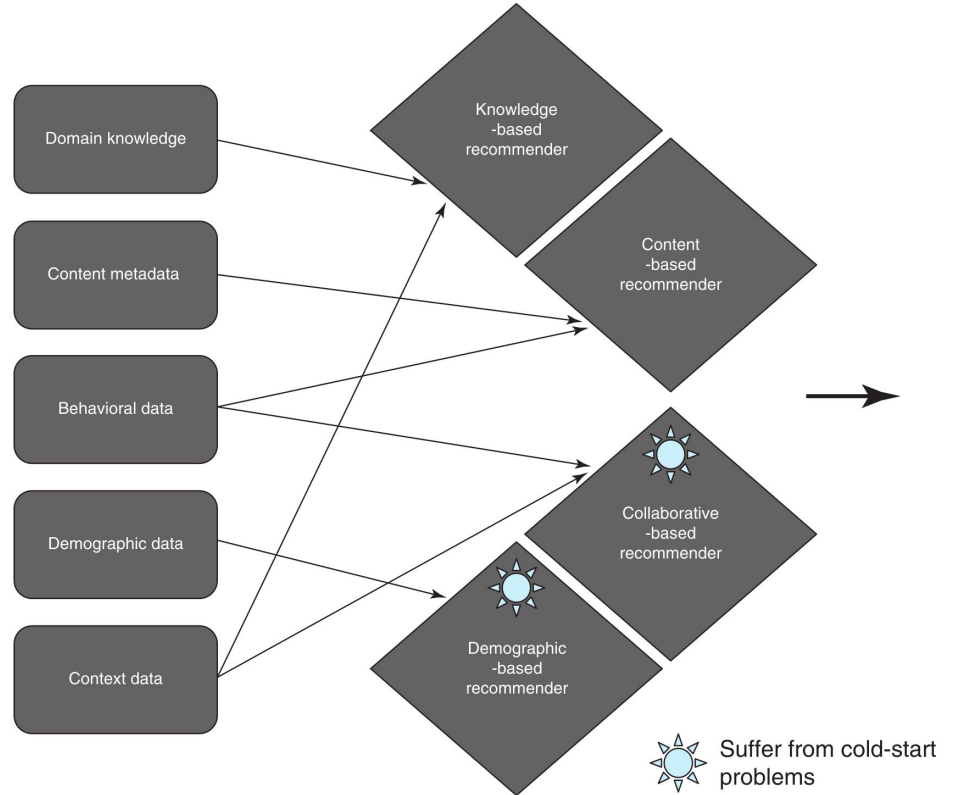 Domain knowledge
Content metadata
Behavioral data
Demographic data
Context data
Knowledge
-based
recommender
Content
-based
recommender
Collaborative
-based
recommender
Demographic
-based
recommender
Suffer from cold-start
problems